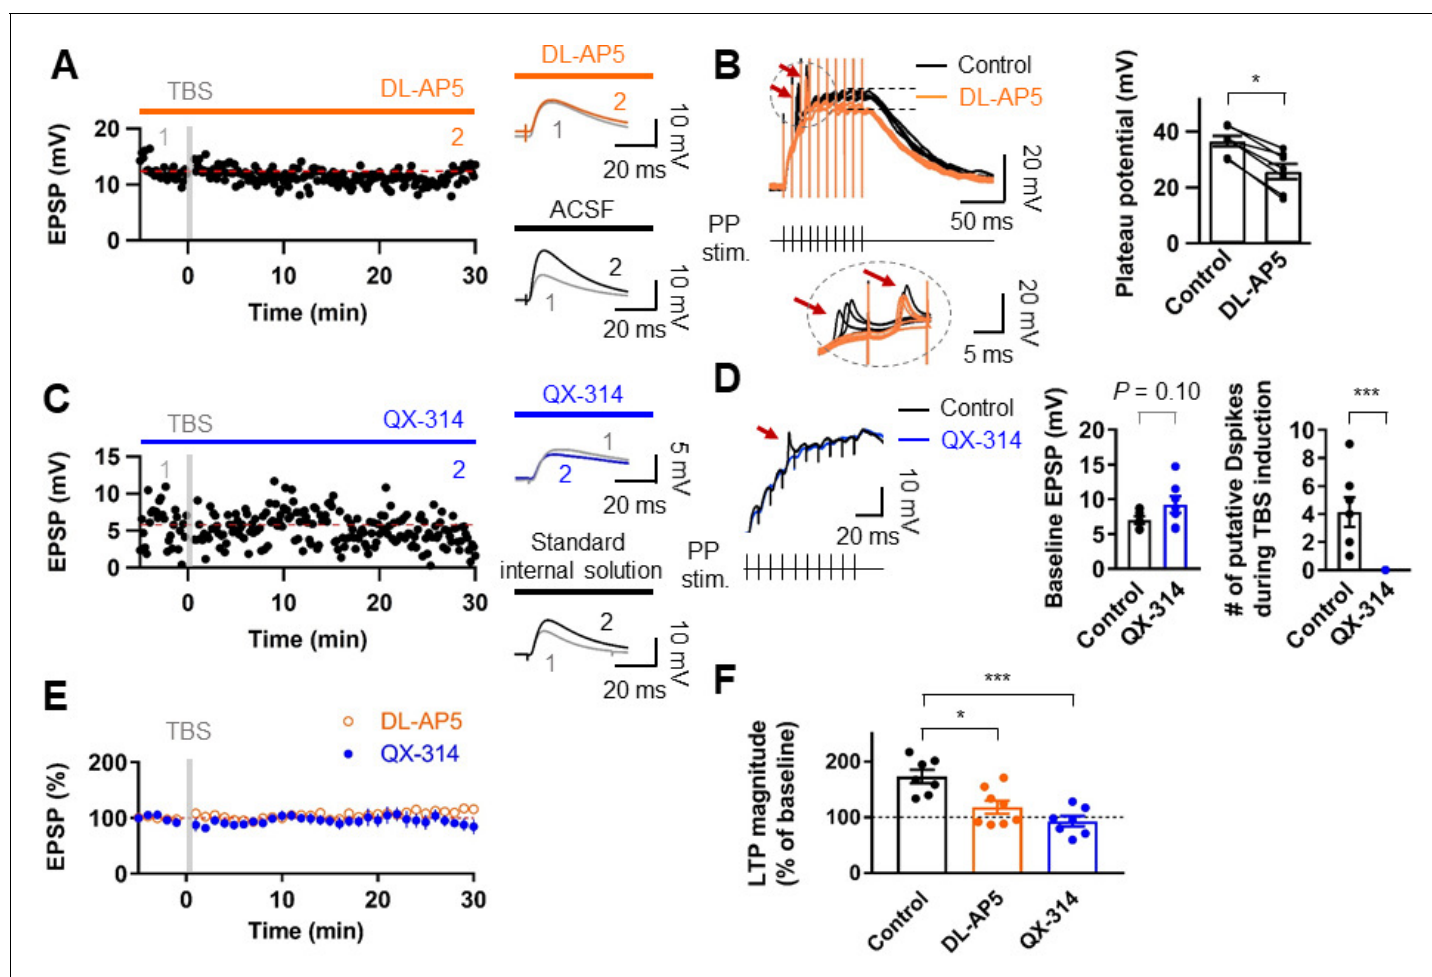 A
TBS
DL-AP5
1
2
EPSP (mV)
20
10
0
0
10
20
30
Time (min)
DL-AP5
2
1
10 mV
20 ms
ACSF
2
1
10 mV
20 ms
B
Control
DL-AP5
20 mV
50 ms
PP
stim.
20 mV
5 ms
Plateau potential (mV)
*
40
20
0
Control
DL-AP5
C
TBS
QX-314
1
2
EPSP (mV)
15
10
5
0
0
10
20
30
Time (min)
QX-314
1
2
5 mV
20 ms
Standard
internal solution
2
1
10 mV
20 ms
D
Control
QX-314
10 mV
20 ms
PP
stim.
P = 0.10
Baseline EPSP (mV)
20
15
10
5
0
Control
QX-314
***
# of putative Dspikes
during TBS induction
10
8
6
4
2
0
Control
QX-314
E
TBS
DL-AP5
QX-314
EPSP (%)
200
100
0
0
10
20
30
Time (min)
F
***
*
LTP magnitude
(% of baseline)
200
100
0
Control
DL-AP5
QX-314